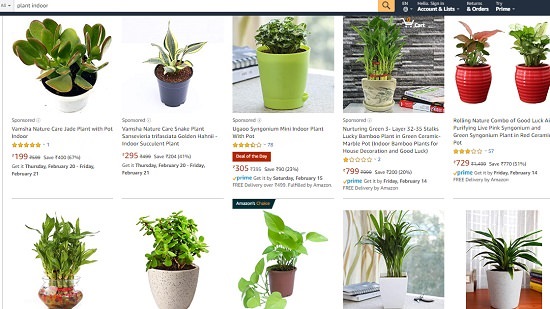 All
plant indoor
EN
Hello. Sign in
Account & Lists
Returns
& Orders
Try
Prime
Cart
Sponsored
Vamsha Nature Care Jade Plant with Pot
Indoor
1
₹199 ₹599 Save ₹400 (67%)
Get it Thursday, February 20 - Friday,
February 21
Sponsored
Vamsha Nature Care Snake Plant
Sansevieria trifasciata Golden Hahnii -
Indoor Succulent Plant
₹295 ₹499 Save ₹204 (41%)
Get it Thursday, February 20 - Friday,
February 21
Sponsored
Ugaoo Syngonium Mini Indoor Plant
With Pot
78
Deal of the Day
₹305 ₹395 Save ₹90 (23%)
prime Get it by Saturday, February 15
FREE Delivery over ₹499. Fulfilled by Amazon.
Sponsored
Nurturing Green 3- Layer 32-35 Stalks
Lucky Bamboo Plant in Green Ceramic-
Marble Pot (Indoor Bamboo Plants for
House Decoration and Good Luck)
2
₹799 ₹999 Save ₹200 (20%)
prime Get it by Friday, February 14
FREE Delivery by Amazon
Sponsored
Rolling Nature Combo of Good Luck Air
Purifying Live Pink Syngonium and
Green Syngonium Plant in Red Ceramic
Pot
57
₹729 ₹1,499 Save ₹770 (51%)
prime Get it by Friday, February 14
FREE Delivery by Amazon
Amazon's Choice